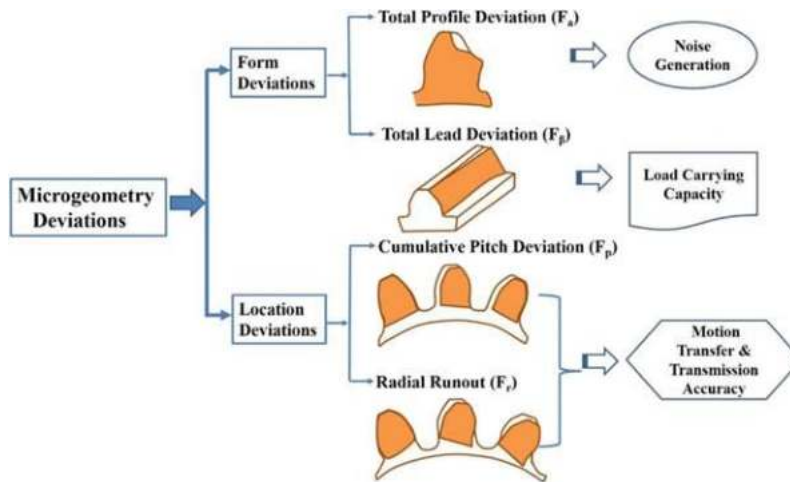 Total Profile Deviation (Fₐ)
Form
Deviations
Noise
Generation
Total Lead Deviation (Fᵦ)
Microgeometry
Deviations
Load Carrying
Capacity
Cumulative Pitch Deviation (Fₚ)
Location
Deviations
Motion
Transfer &
Transmission
Accuracy
Radial Runout (Fᵣ)